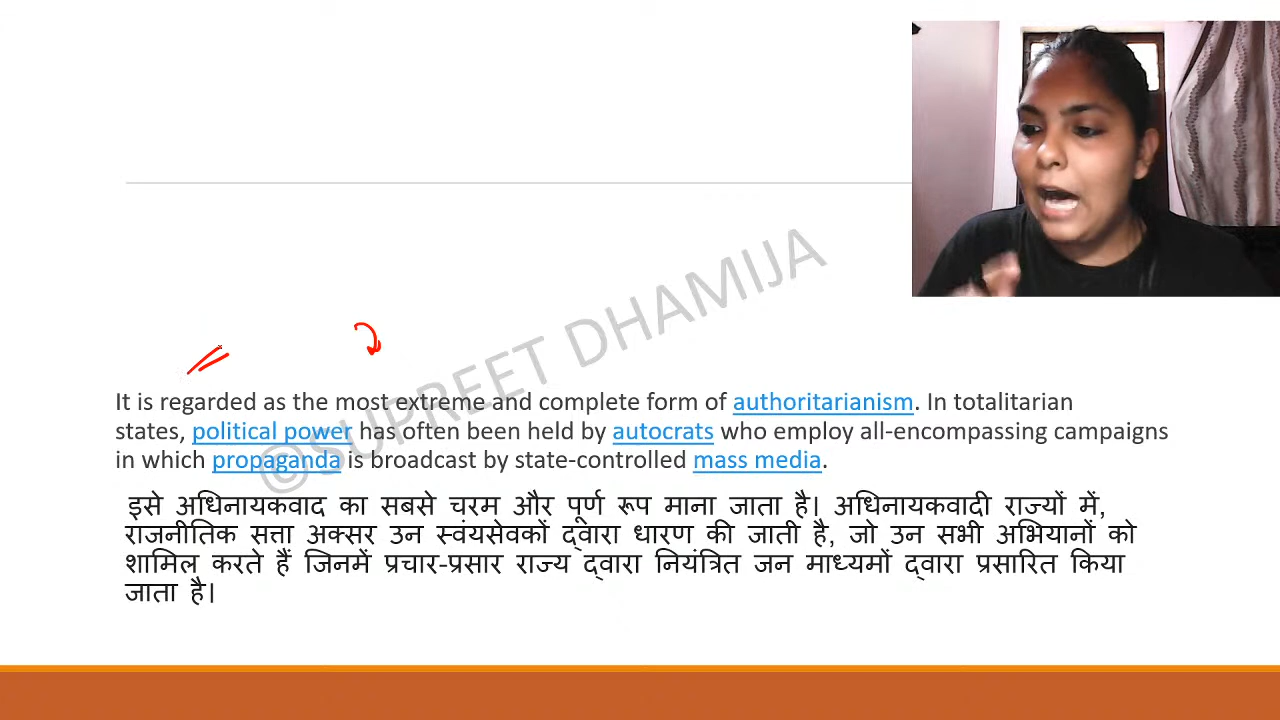 ©SUPREET DHAMIJA
It is regarded as the most extreme and complete form of authoritarianism. In totalitarian
states, political power has often been held by autocrats who employ all-encompassing campaigns
in which propaganda is broadcast by state-controlled mass media.
इसे अधिनायकवाद का सबसे चरम और पूर्ण रूप माना जाता है। अधिनायकवादी राज्यों में,
राजनीतिक सत्ता अक्सर उन स्वंयसेवकों द्वारा धारण की जाती है, जो उन सभी अभियानों को
शामिल करते हैं जिनमें प्रचार-प्रसार राज्य द्वारा नियंत्रित जन माध्यमों द्वारा प्रसारित किया
जाता है।